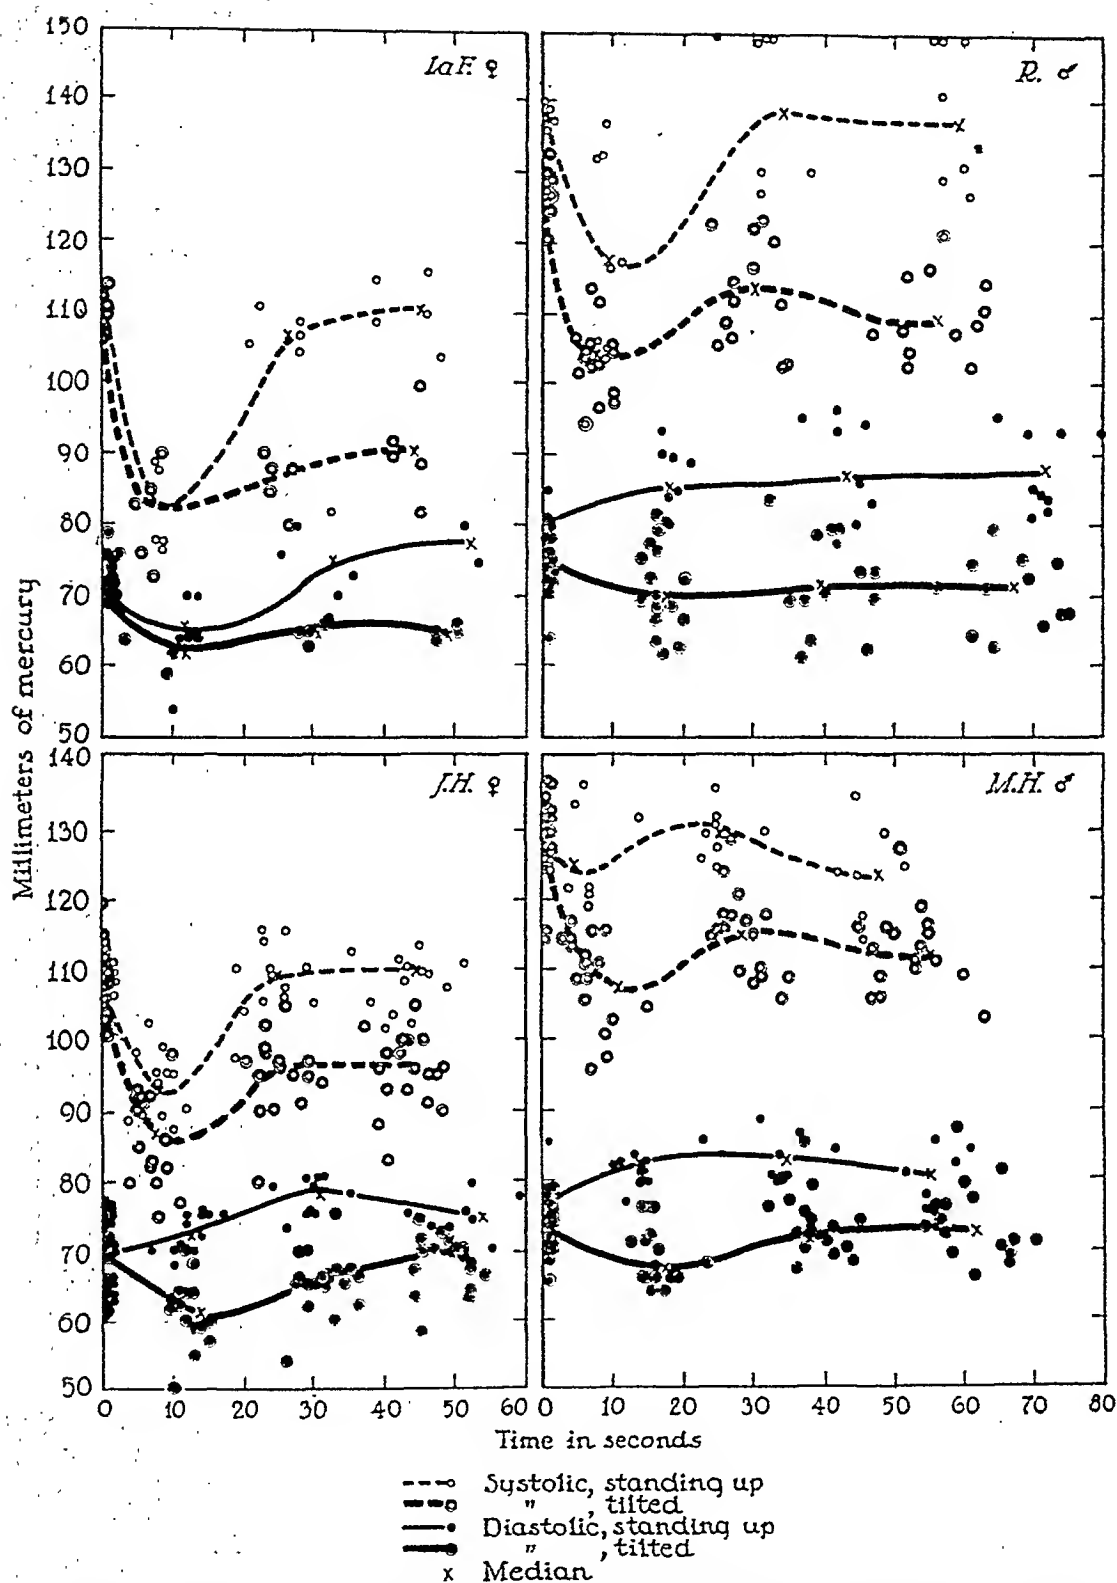 150
140
130
120
110
100
90
80
70
60
50
LaF. ♀
R. ♂
140
130
120
110
100
90
80
70
60
50
J.H. ♀
M.H. ♂
Millimeters of mercury
0 10 20 30 40 50 60 0 10 20 30 40 50 60 70 80
Time in seconds
Systolic, standing up
" , tilted
Diastolic, standing up
" , tilted
x Median